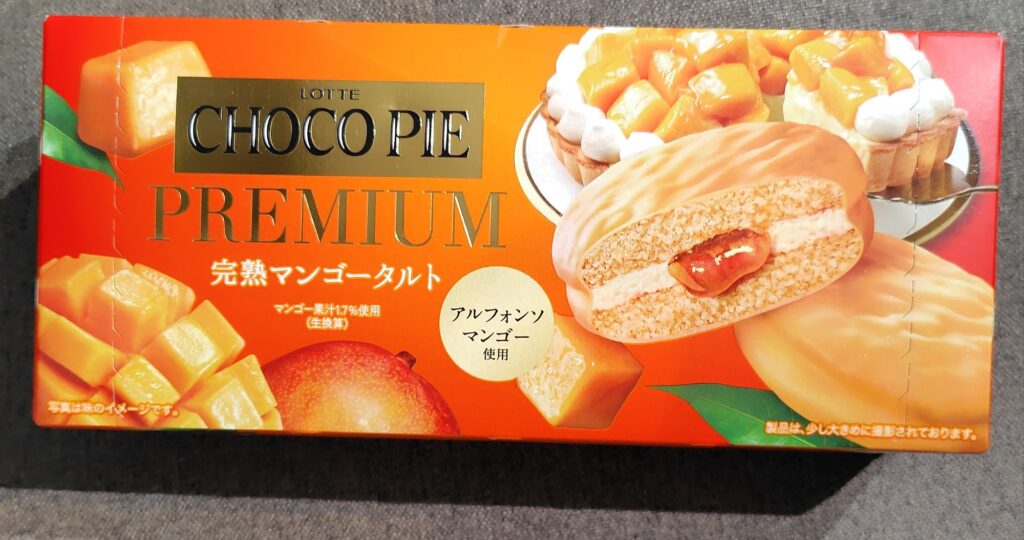 LOTTE
CHOCO PIE
PREMIUM
完熟マンゴータルト
マンゴー果汁1.7%使用
(生換算)
アルフォンソ
マンゴー
使用
写真は味のイメージです。
製品は、少し大きめに撮影されております。